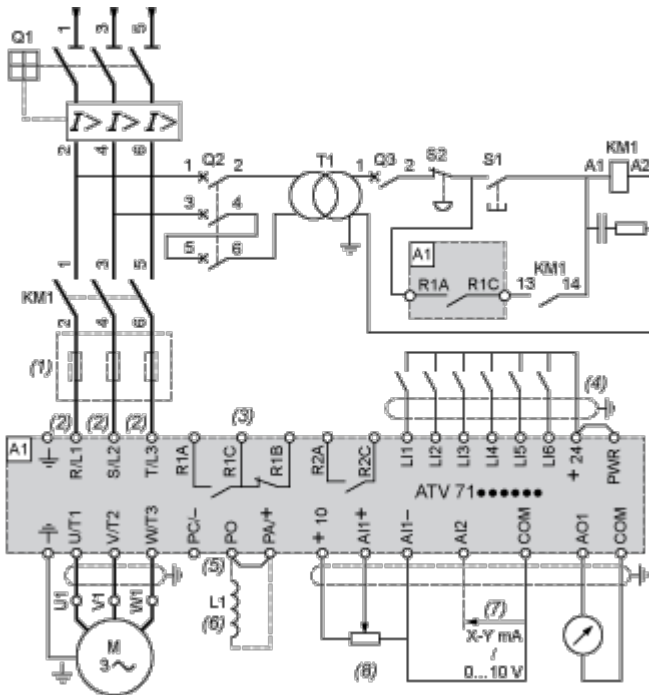 1 3 5
Q1
I> I> I>
2 4 6
1 Q2 2 T1 1 Q3 2 S2 S1 KM1
A1 A2
3 4
5 6
1 3 5
A1
R1A R1C 13 KM1 14
KM1
2 4 6
(1)
(2) (2) (2) (3) (4)
A1
R/L1 S/L2 T/L3 R1A R1C R1B R2A R2C LI1 LI2 LI3 LI4 LI5 LI6 +24 PWR
ATV 71●●●●●●
U/T1 V/T2 W/T3 PC/- PO PA/+ +10 AI1+ AI1- AI2 COM AO1 COM
(5)
U1 V1 W1 L1 (6)
(7)
X-Y mA
/
0...10 V
(8)
M
3~